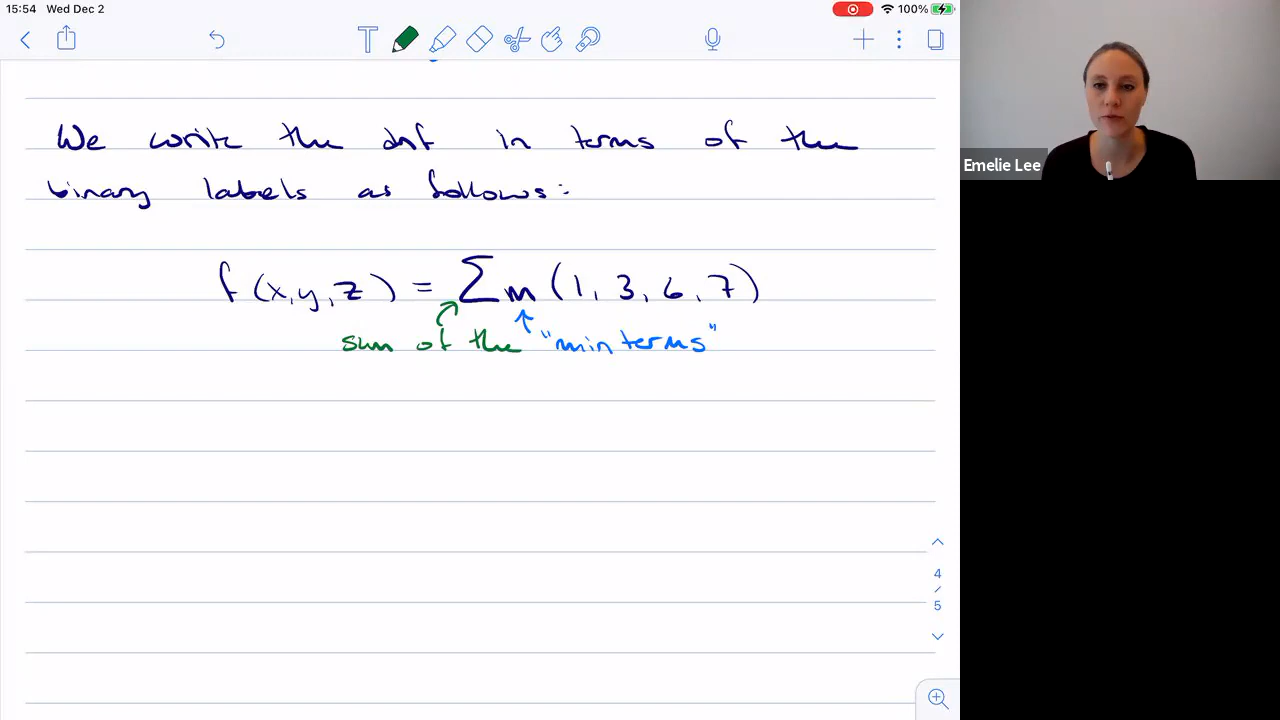 15:54 Wed Dec 2
100%
T
We write the dnf in terms of the
binary labels as follows:
f(x,y,z) = Σm(1, 3, 6, 7)
sum of the "minterms"
4
/
5
Emelie Lee